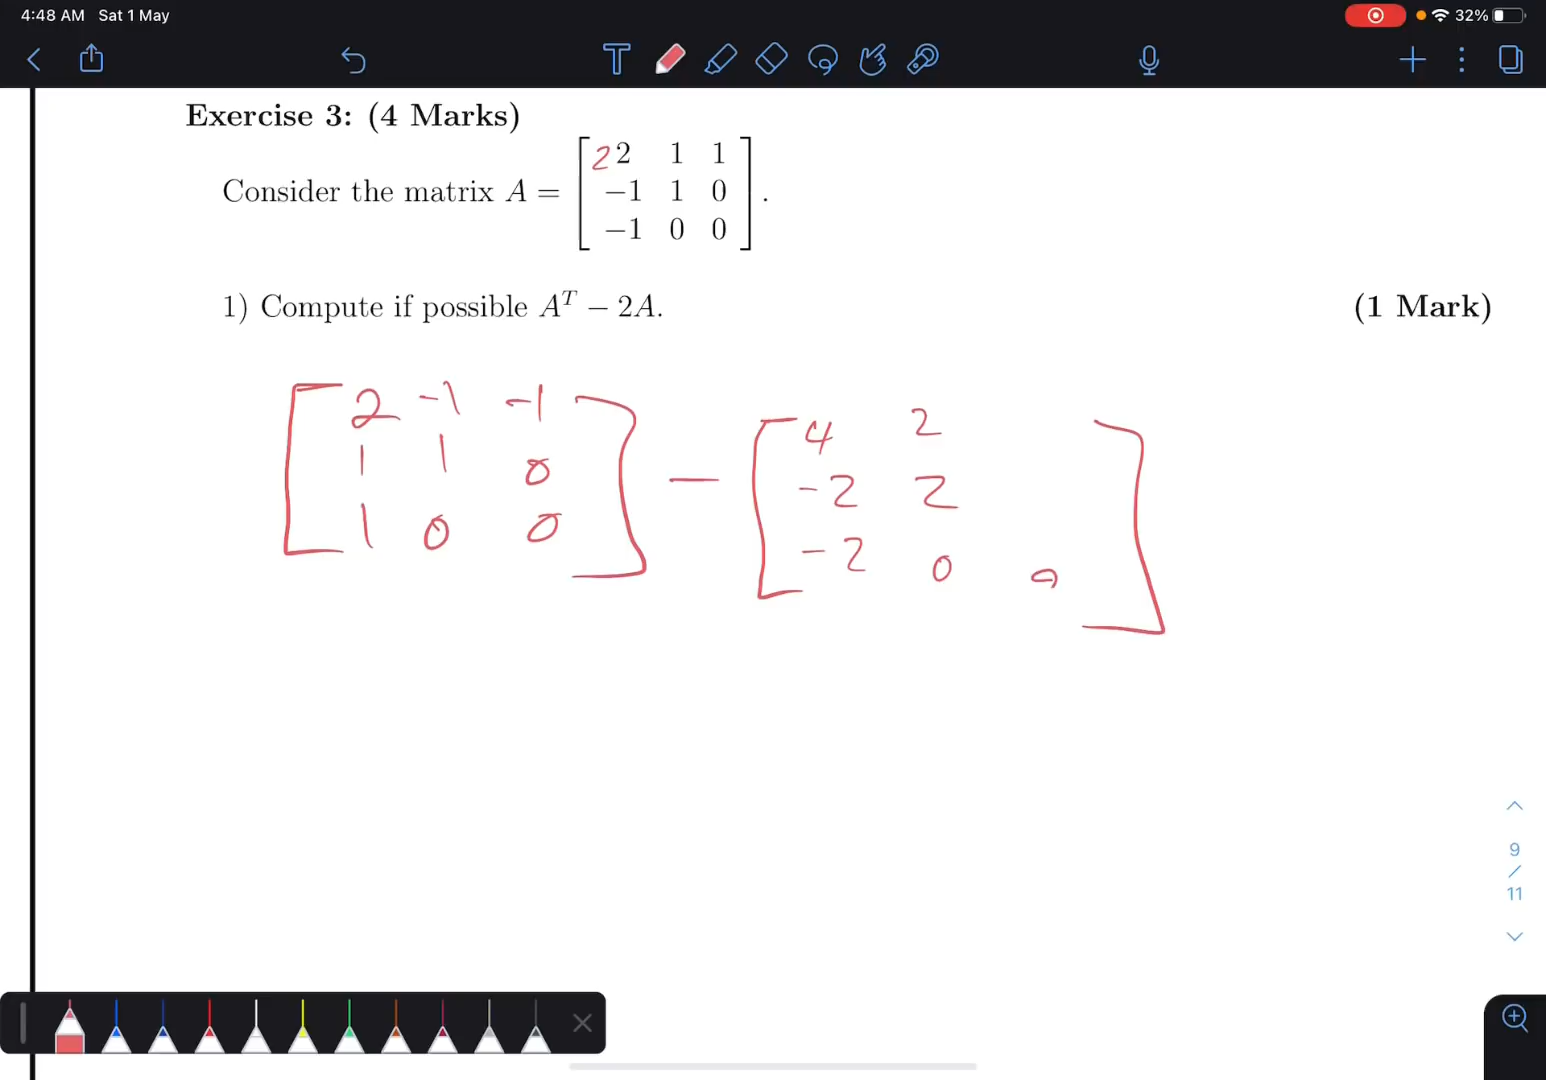 4:48 AM Sat 1 May
32%
T
Exercise 3: (4 Marks)
Consider the matrix A = [ 2 2 1 1
−1 1 0
−1 0 0 ] .
1) Compute if possible Aᵀ − 2A. (1 Mark)
[ 2 -1 -1 ] − [ 4 2 ]
1 1 0 -2 2
1 0 0 -2 0 0
9
/
11